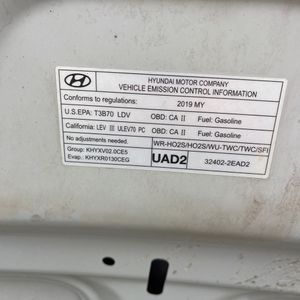 HYUNDAI MOTOR COMPANY
VEHICLE EMISSION CONTROL INFORMATION
Conforms to regulations: 2019 MY
U.S.EPA: T3B70 LDV OBD: CA II Fuel: Gasoline
California: LEV III ULEV70 PC OBD: CA II Fuel: Gasoline
No adjustments needed. WR-HO2S/HO2S/WU-TWC/TWC/SFI
Group: KHYXV02.0CE5
Evap.: KHYXR0130CEG
UAD2 32402-2EAD2